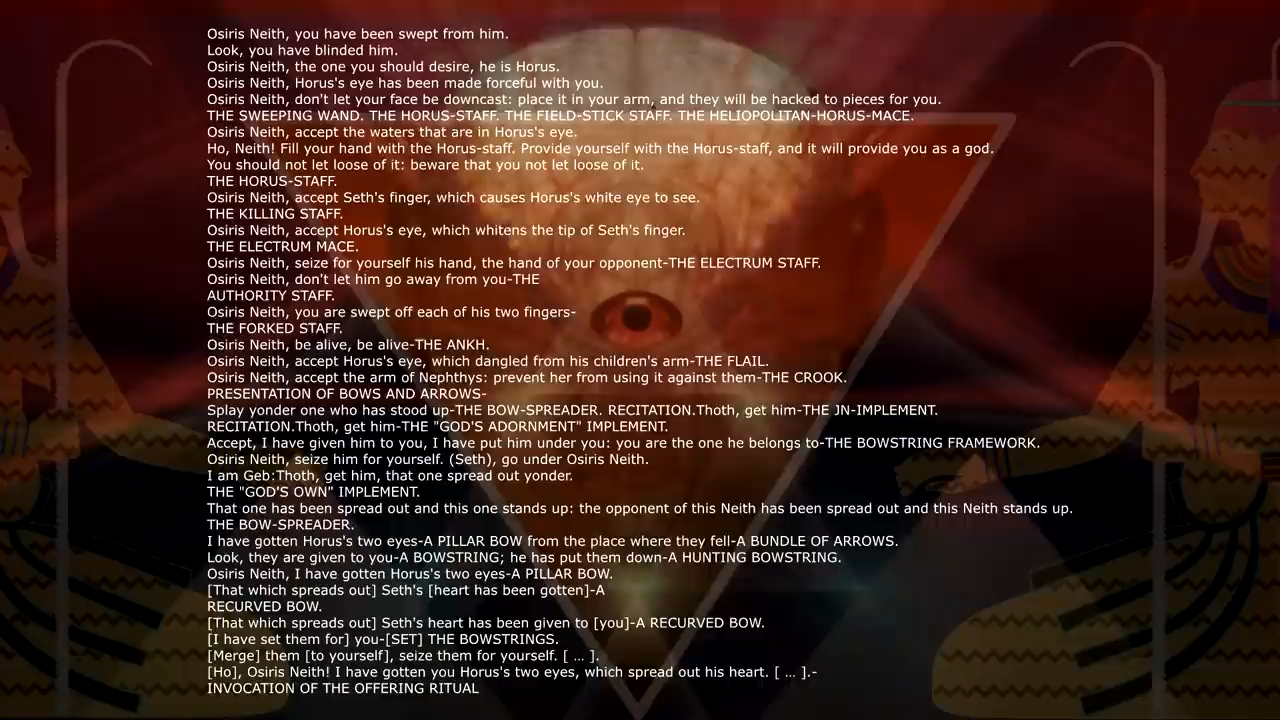 Osiris Neith, you have been swept from him.
Look, you have blinded him.
Osiris Neith, the one you should desire, he is Horus.
Osiris Neith, Horus's eye has been made forceful with you.
Osiris Neith, don't let your face be downcast: place it in your arm, and they will be hacked to pieces for you.
THE SWEEPING WAND. THE HORUS-STAFF. THE FIELD-STICK STAFF. THE HELIOPOLITAN-HORUS-MACE.
Osiris Neith, accept the waters that are in Horus's eye.
Ho, Neith! Fill your hand with the Horus-staff. Provide yourself with the Horus-staff, and it will provide you as a god.
You should not let loose of it: beware that you not let loose of it.
THE HORUS-STAFF.
Osiris Neith, accept Seth's finger, which causes Horus's white eye to see.
THE KILLING STAFF.
Osiris Neith, accept Horus's eye, which whitens the tip of Seth's finger.
THE ELECTRUM MACE.
Osiris Neith, seize for yourself his hand, the hand of your opponent-THE ELECTRUM STAFF.
Osiris Neith, don't let him go away from you-THE
AUTHORITY STAFF.
Osiris Neith, you are swept off each of his two fingers-
THE FORKED STAFF.
Osiris Neith, be alive, be alive-THE ANKH.
Osiris Neith, accept Horus's eye, which dangled from his children's arm-THE FLAIL.
Osiris Neith, accept the arm of Nephthys: prevent her from using it against them-THE CROOK.
PRESENTATION OF BOWS AND ARROWS-
Splay yonder one who has stood up-THE BOW-SPREADER. RECITATION.Thoth, get him-THE JN-IMPLEMENT.
RECITATION.Thoth, get him-THE "GOD'S ADORNMENT" IMPLEMENT.
Accept, I have given him to you, I have put him under you: you are the one he belongs to-THE BOWSTRING FRAMEWORK.
Osiris Neith, seize him for yourself. (Seth), go under Osiris Neith.
I am Geb:Thoth, get him, that one spread out yonder.
THE "GOD'S OWN" IMPLEMENT.
That one has been spread out and this one stands up: the opponent of this Neith has been spread out and this Neith stands up.
THE BOW-SPREADER.
I have gotten Horus's two eyes-A PILLAR BOW from the place where they fell-A BUNDLE OF ARROWS.
Look, they are given to you-A BOWSTRING; he has put them down-A HUNTING BOWSTRING.
Osiris Neith, I have gotten Horus's two eyes-A PILLAR BOW.
[That which spreads out] Seth's [heart has been gotten]-A
RECURVED BOW.
[That which spreads out] Seth's heart has been given to [you]-A RECURVED BOW.
[I have set them for] you-[SET] THE BOWSTRINGS.
[Merge] them [to yourself], seize them for yourself. [ ... ].
[Ho], Osiris Neith! I have gotten you Horus's two eyes, which spread out his heart. [ ... ].-
INVOCATION OF THE OFFERING RITUAL